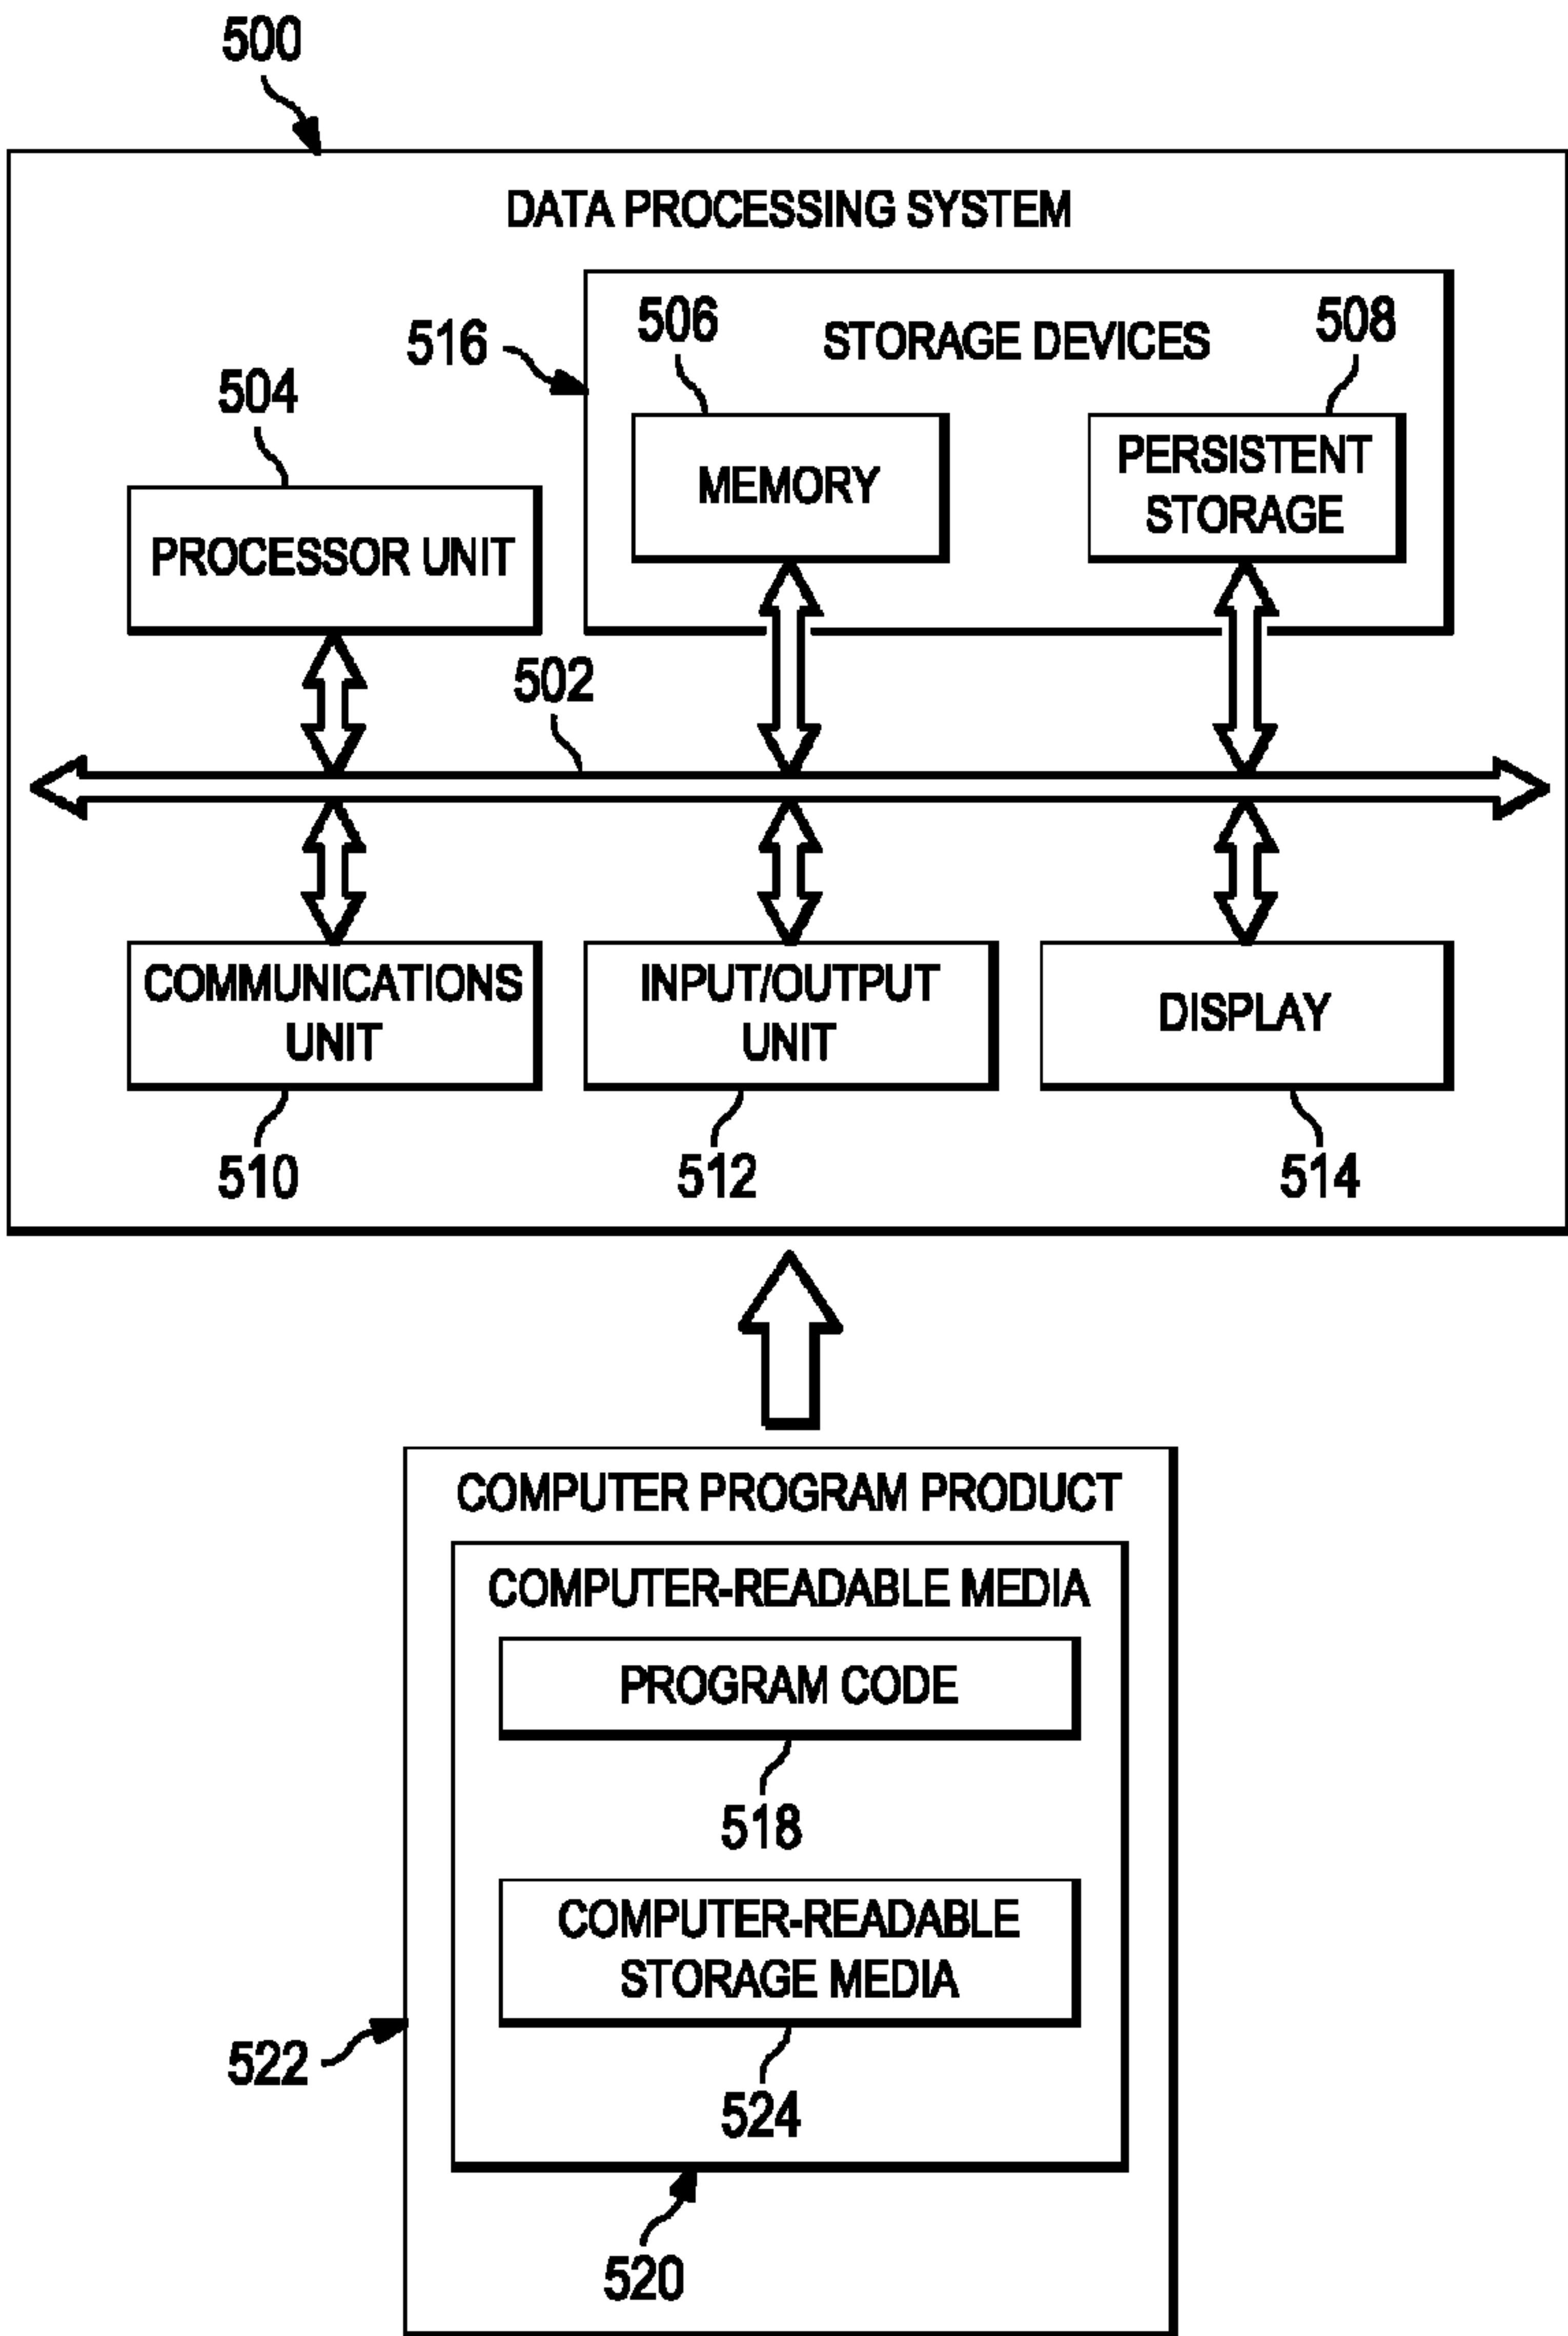 500
DATA PROCESSING SYSTEM
516
506
STORAGE DEVICES
508
504
MEMORY
PERSISTENT
STORAGE
PROCESSOR UNIT
502
COMMUNICATIONS
UNIT
INPUT/OUTPUT
UNIT
DISPLAY
510
512
514
COMPUTER PROGRAM PRODUCT
COMPUTER-READABLE MEDIA
PROGRAM CODE
518
COMPUTER-READABLE
STORAGE MEDIA
522
524
520